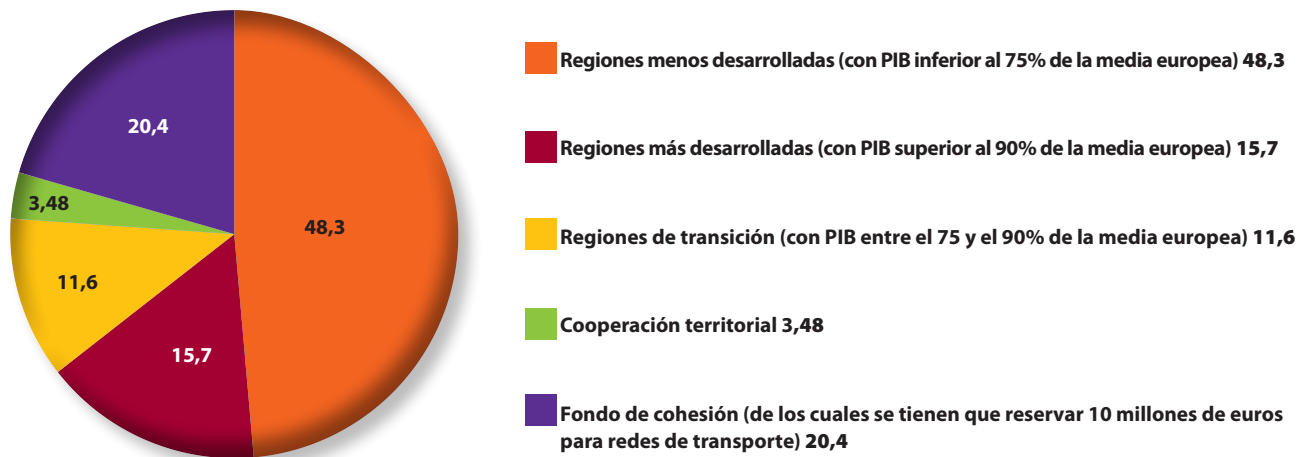 20,4
3,48
48,3
11,6
15,7
Regiones menos desarrolladas (con PIB inferior al 75% de la media europea) 48,3
Regiones más desarrolladas (con PIB superior al 90% de la media europea) 15,7
Regiones de transición (con PIB entre el 75 y el 90% de la media europea) 11,6
Cooperación territorial 3,48
Fondo de cohesión (de los cuales se tienen que reservar 10 millones de euros
para redes de transporte) 20,4